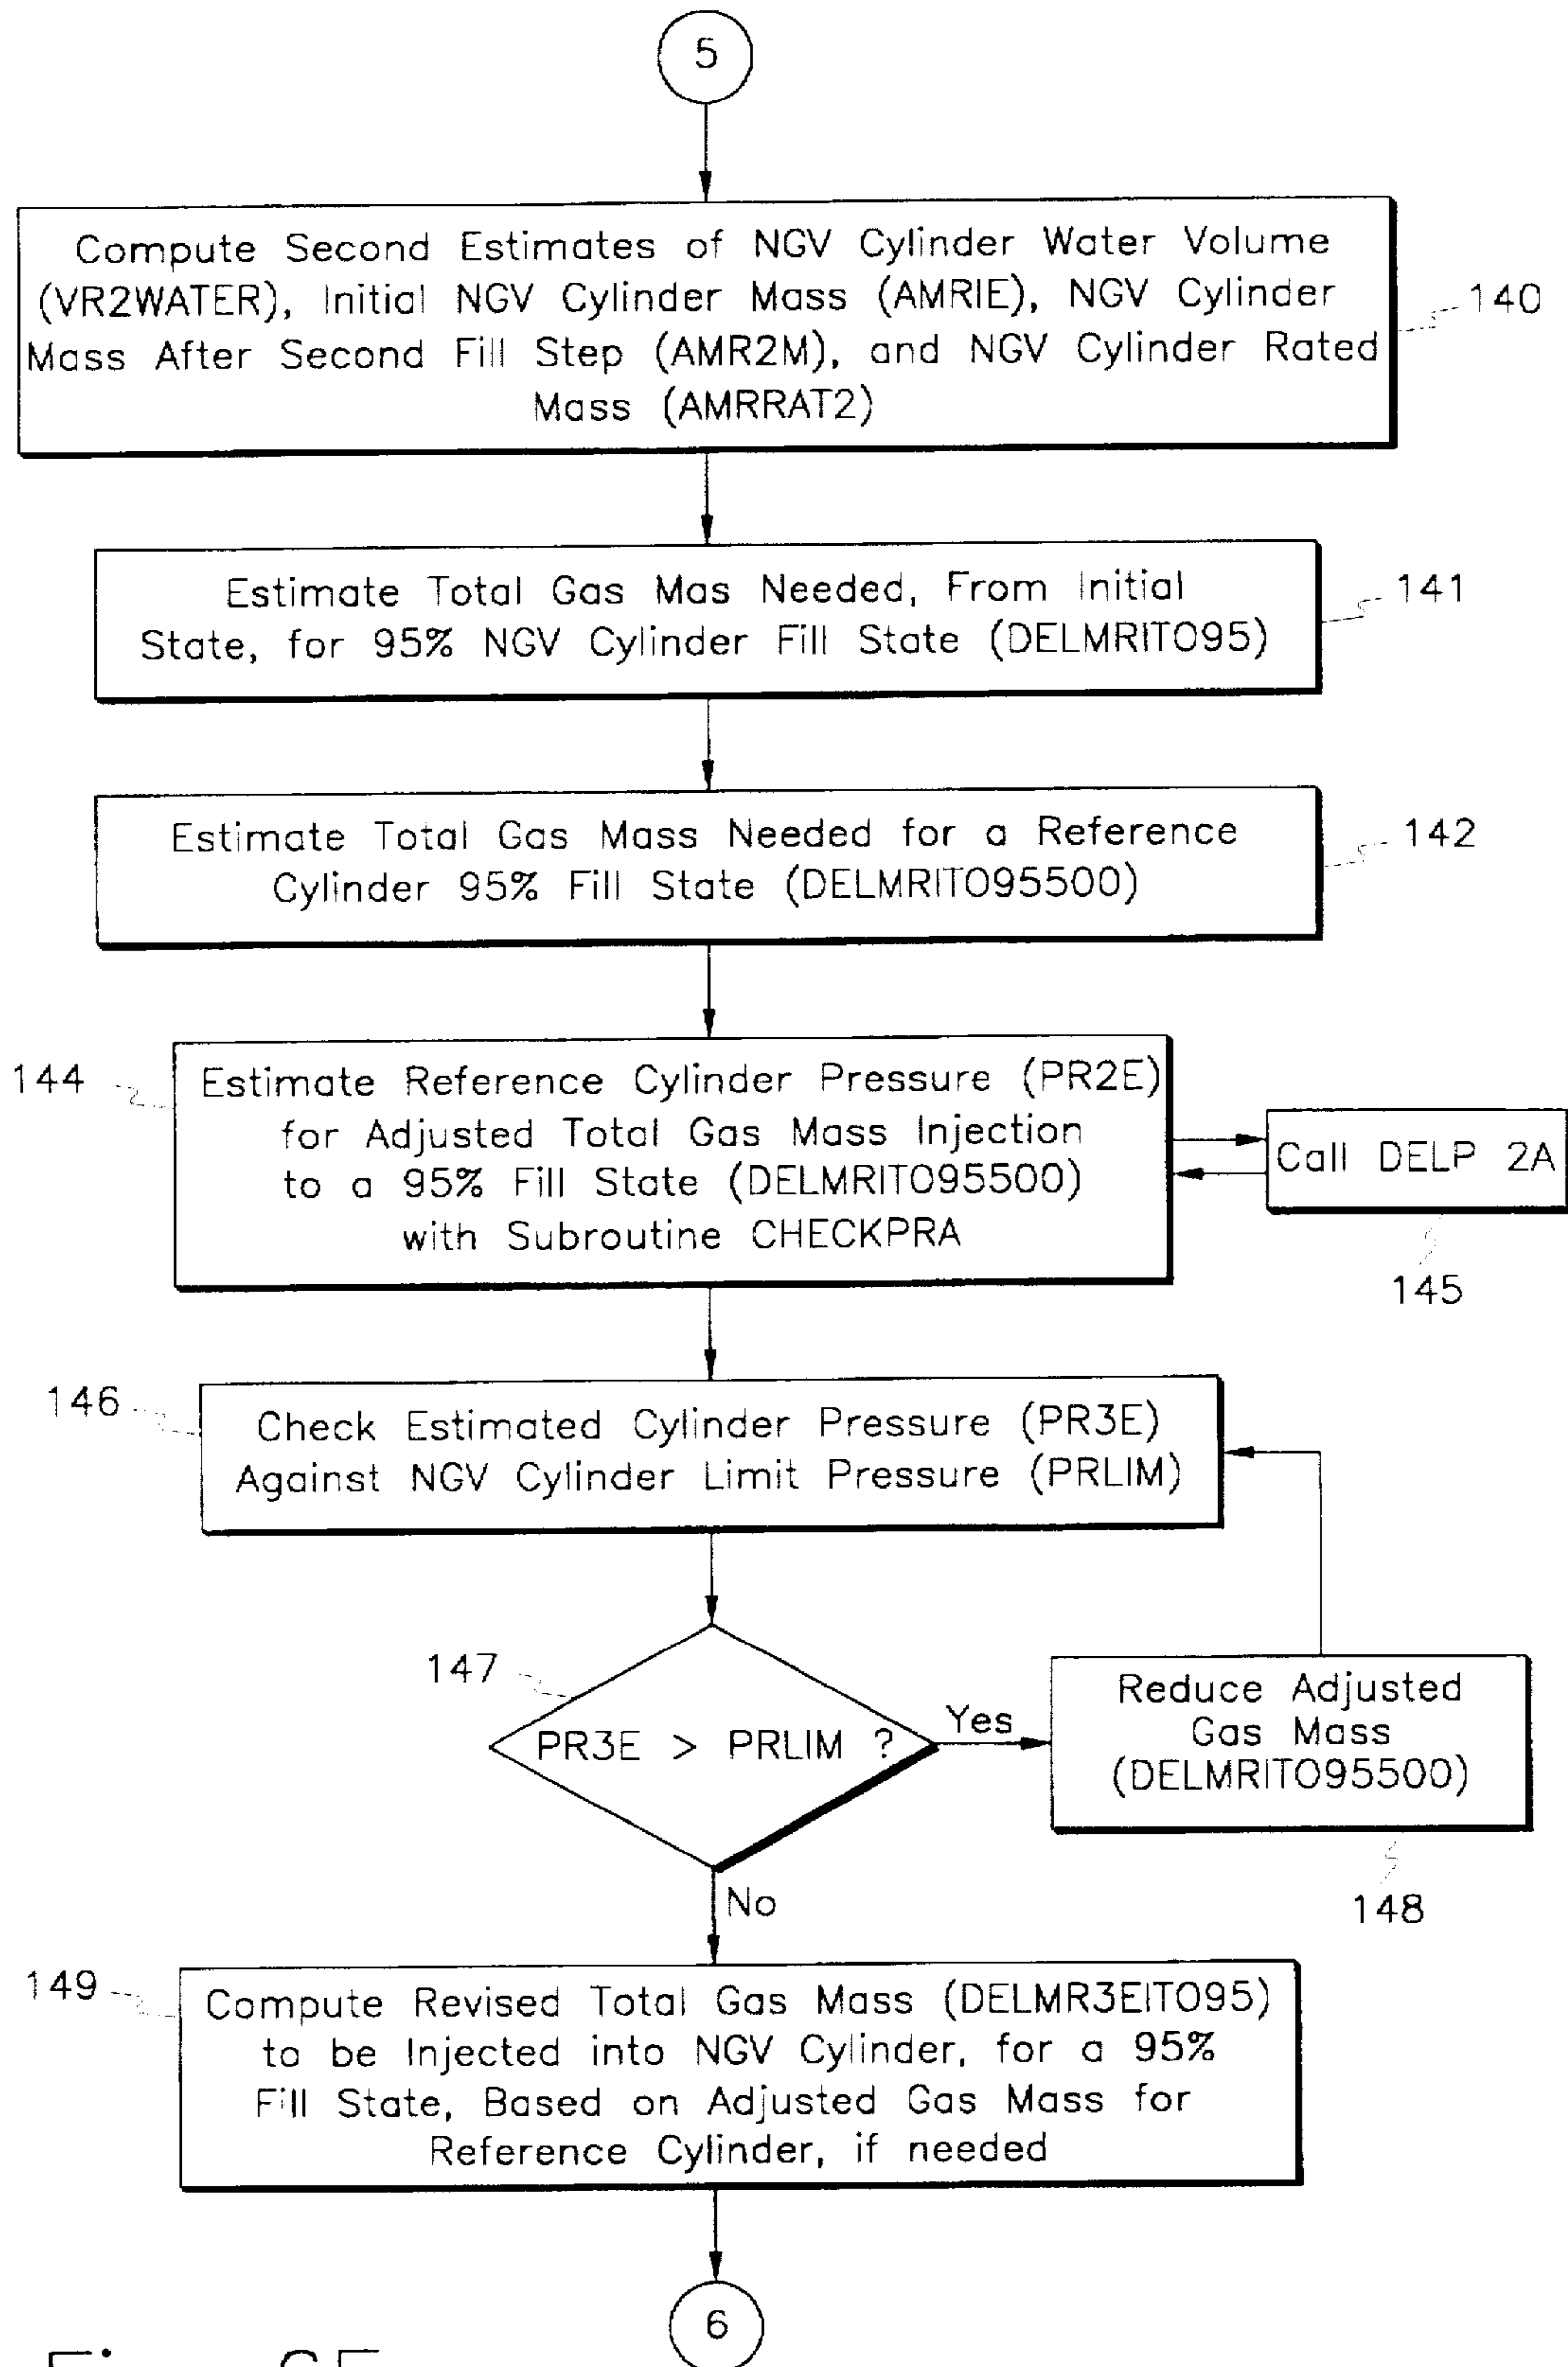 5
Compute Second Estimates of NGV Cylinder Water Volume
(VR2WATER), Initial NGV Cylinder Mass (AMRIE), NGV Cylinder
Mass After Second Fill Step (AMR2M), and NGV Cylinder Rated
Mass (AMRRAT2)
140
Estimate Total Gas Mas Needed, From Initial
State, for 95% NGV Cylinder Fill State (DELMRITO95)
141
Estimate Total Gas Mass Needed for a Reference
Cylinder 95% Fill State (DELMRITO95500)
142
144
Estimate Reference Cylinder Pressure (PR2E)
for Adjusted Total Gas Mass Injection
to a 95% Fill State (DELMRITO95500)
with Subroutine CHECKPRA
Call DELP 2A
145
146
Check Estimated Cylinder Pressure (PR3E)
Against NGV Cylinder Limit Pressure (PRLIM)
147
PR3E > PRLIM ?
Yes
Reduce Adjusted
Gas Mass
(DELMRITO95500)
148
No
149
Compute Revised Total Gas Mass (DELMR3EITO95)
to be Injected into NGV Cylinder, for a 95%
Fill State, Based on Adjusted Gas Mass for
Reference Cylinder, if needed
6